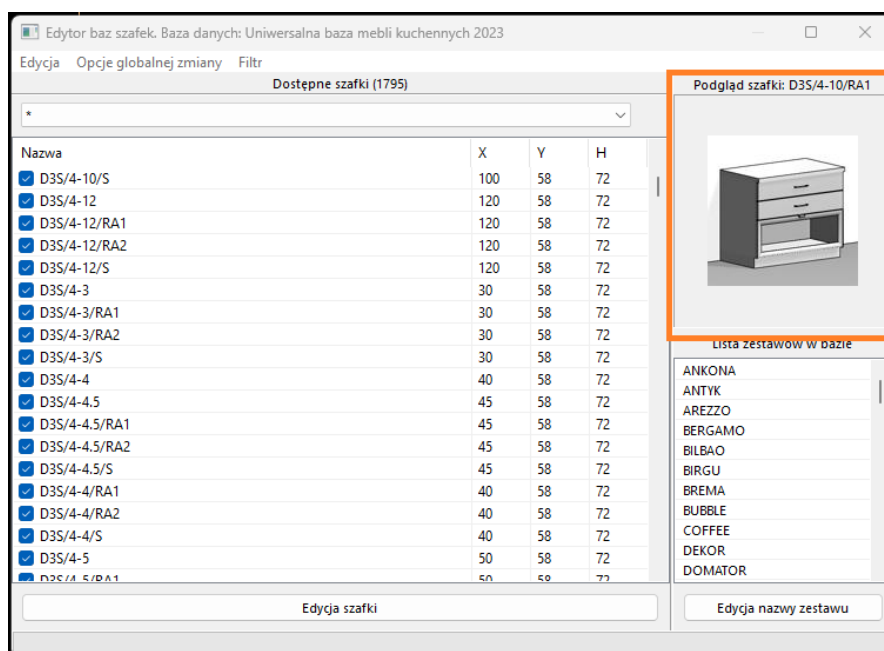 Edytor baz szafek. Baza danych: Uniwersalna baza mebli kuchennych 2023
Edycja Opcje globalnej zmiany Filtr
Dostępne szafki (1795)
*
Nazwa X Y H
D3S/4-10/S 100 58 72
D3S/4-12 120 58 72
D3S/4-12/RA1 120 58 72
D3S/4-12/RA2 120 58 72
D3S/4-12/S 120 58 72
D3S/4-3 30 58 72
D3S/4-3/RA1 30 58 72
D3S/4-3/RA2 30 58 72
D3S/4-3/S 30 58 72
D3S/4-4 40 58 72
D3S/4-4.5 45 58 72
D3S/4-4.5/RA1 45 58 72
D3S/4-4.5/RA2 45 58 72
D3S/4-4.5/S 45 58 72
D3S/4-4/RA1 40 58 72
D3S/4-4/RA2 40 58 72
D3S/4-4/S 40 58 72
D3S/4-5 50 58 72
D3S/4-5/RA1 50 58 72
Edycja szafki
Podgląd szafki: D3S/4-10/RA1
Lista zestawów w bazie
ANKONA
ANTYK
AREZZO
BERGAMO
BILBAO
BIRGU
BREMA
BUBBLE
COFFEE
DEKOR
DOMATOR
Edycja nazwy zestawu